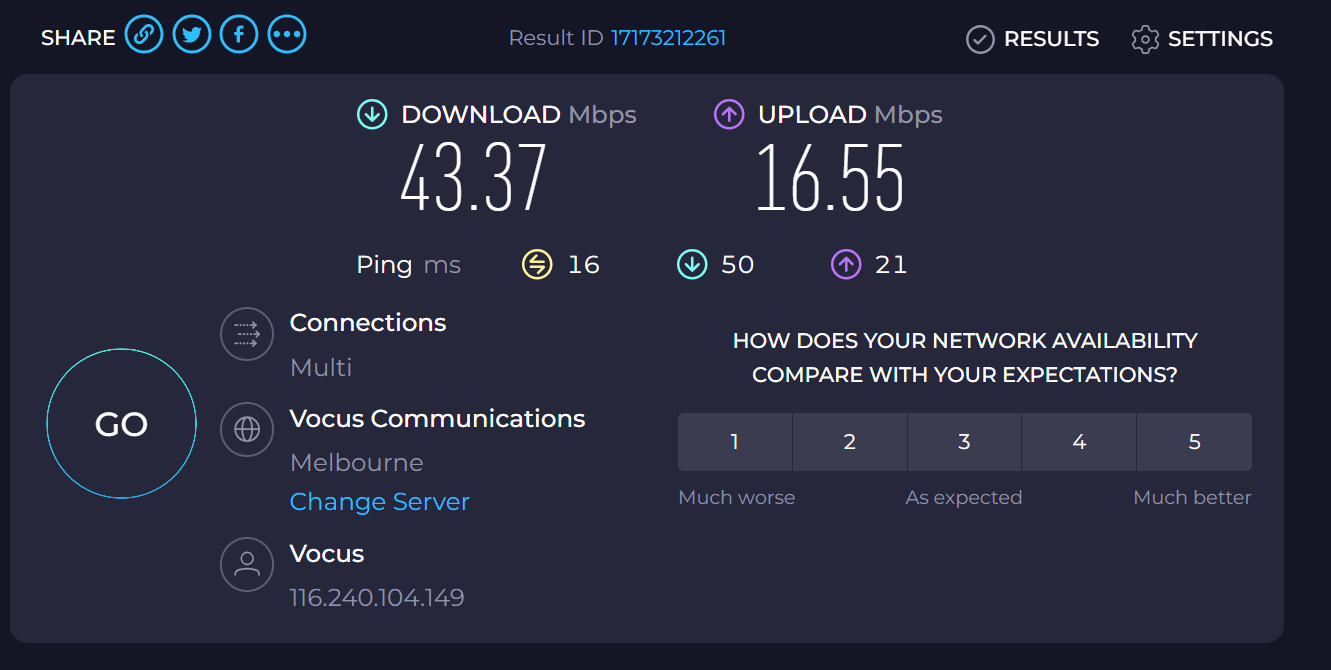 SHARE
Result ID 17173212261
RESULTS
SETTINGS
DOWNLOAD Mbps
43.37
UPLOAD Mbps
16.55
Ping ms 16 50 21
GO
Connections
Multi
Vocus Communications
Melbourne
Change Server
Vocus
116.240.104.149
HOW DOES YOUR NETWORK AVAILABILITY
COMPARE WITH YOUR EXPECTATIONS?
1 2 3 4 5
Much worse As expected Much better